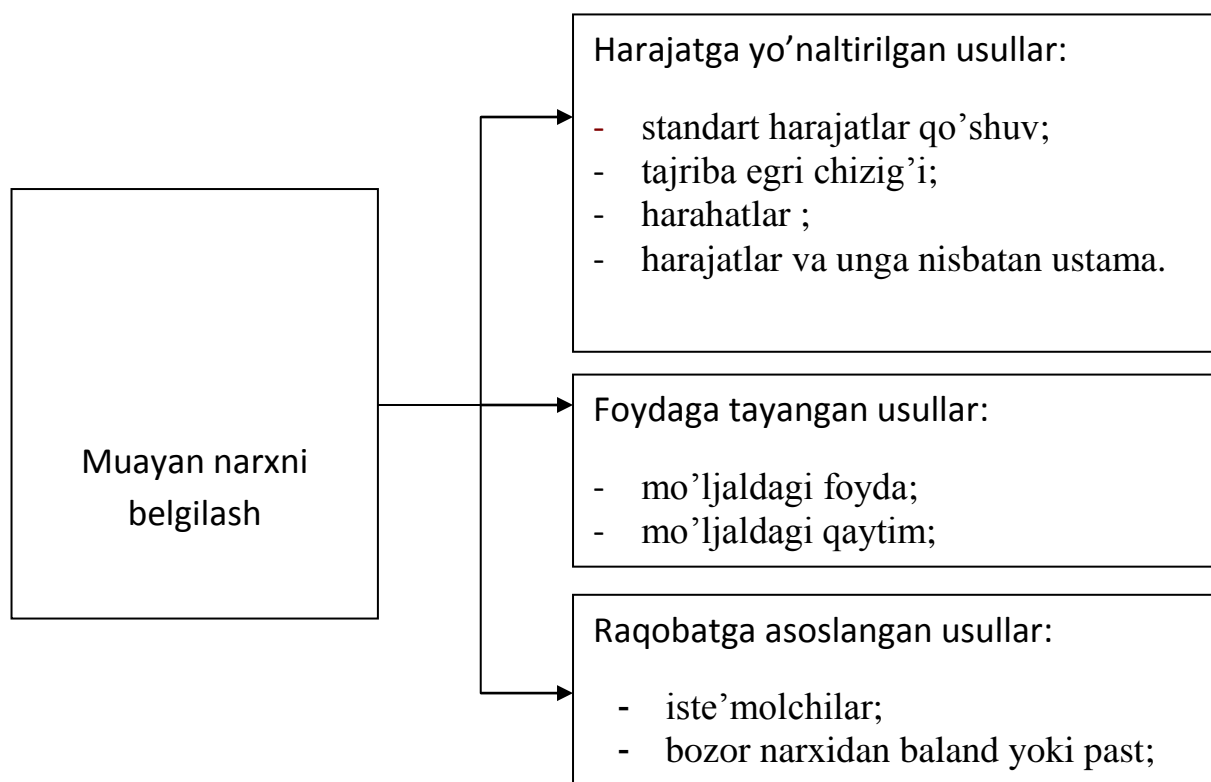 Muayan narxni
belgilash
Harajatga yo’naltirilgan usullar:
- standart harajatlar qo’shuv;
- tajriba egri chizig’i;
- harahatlar ;
- harajatlar va unga nisbatan ustama.
Foydaga tayangan usullar:
- mo’ljaldagi foyda;
- mo’ljaldagi qaytim;
Raqobatga asoslangan usullar:
- iste’molchilar;
- bozor narxidan baland yoki past;